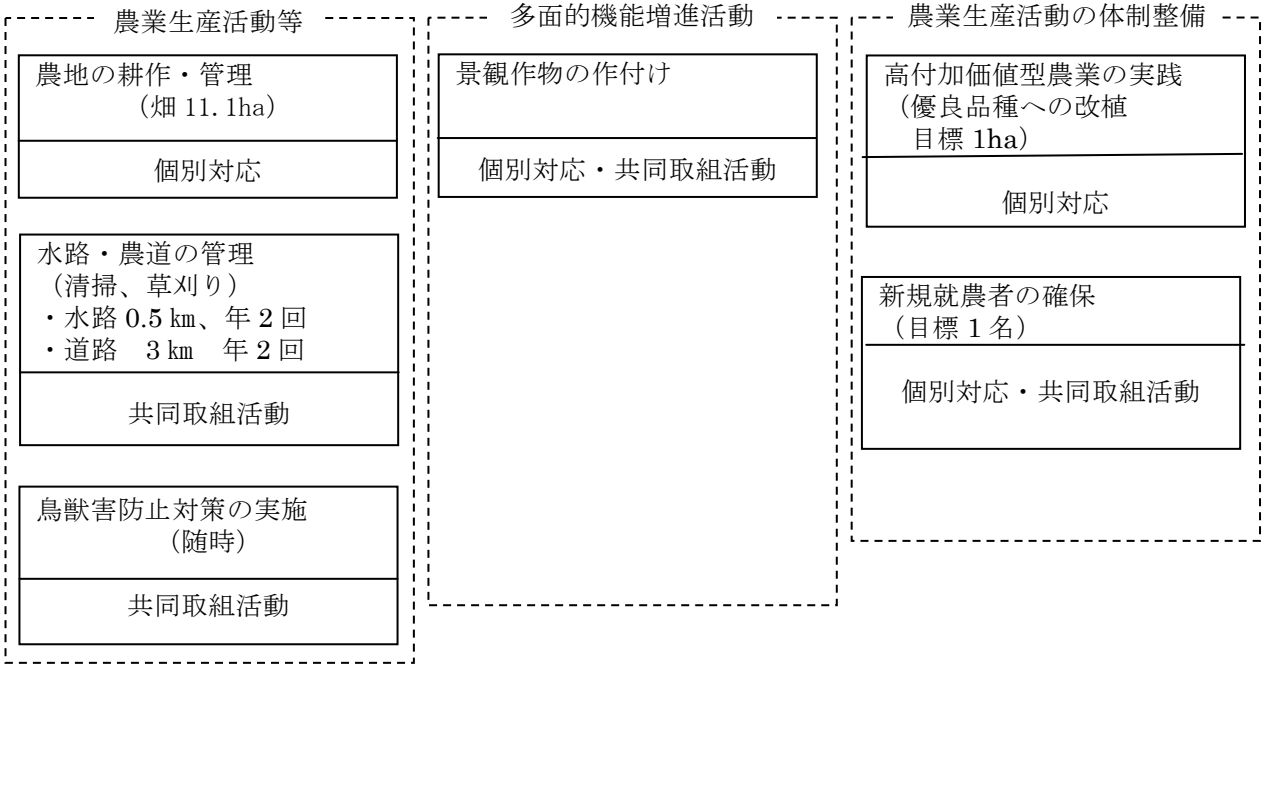 農業生産活動等
農地の耕作・管理
（畑 11.1ha）
個別対応
水路・農道の管理
（清掃、草刈り）
・水路 0.5 ㎞、年 2 回
・道路　3 ㎞　年 2 回
共同取組活動
鳥獣害防止対策の実施
（随時）
共同取組活動
多面的機能増進活動
景観作物の作付け
個別対応・共同取組活動
農業生産活動の体制整備
高付加価値型農業の実践
（優良品種への改植
目標 1ha）
個別対応
新規就農者の確保
（目標 1 名）
個別対応・共同取組活動